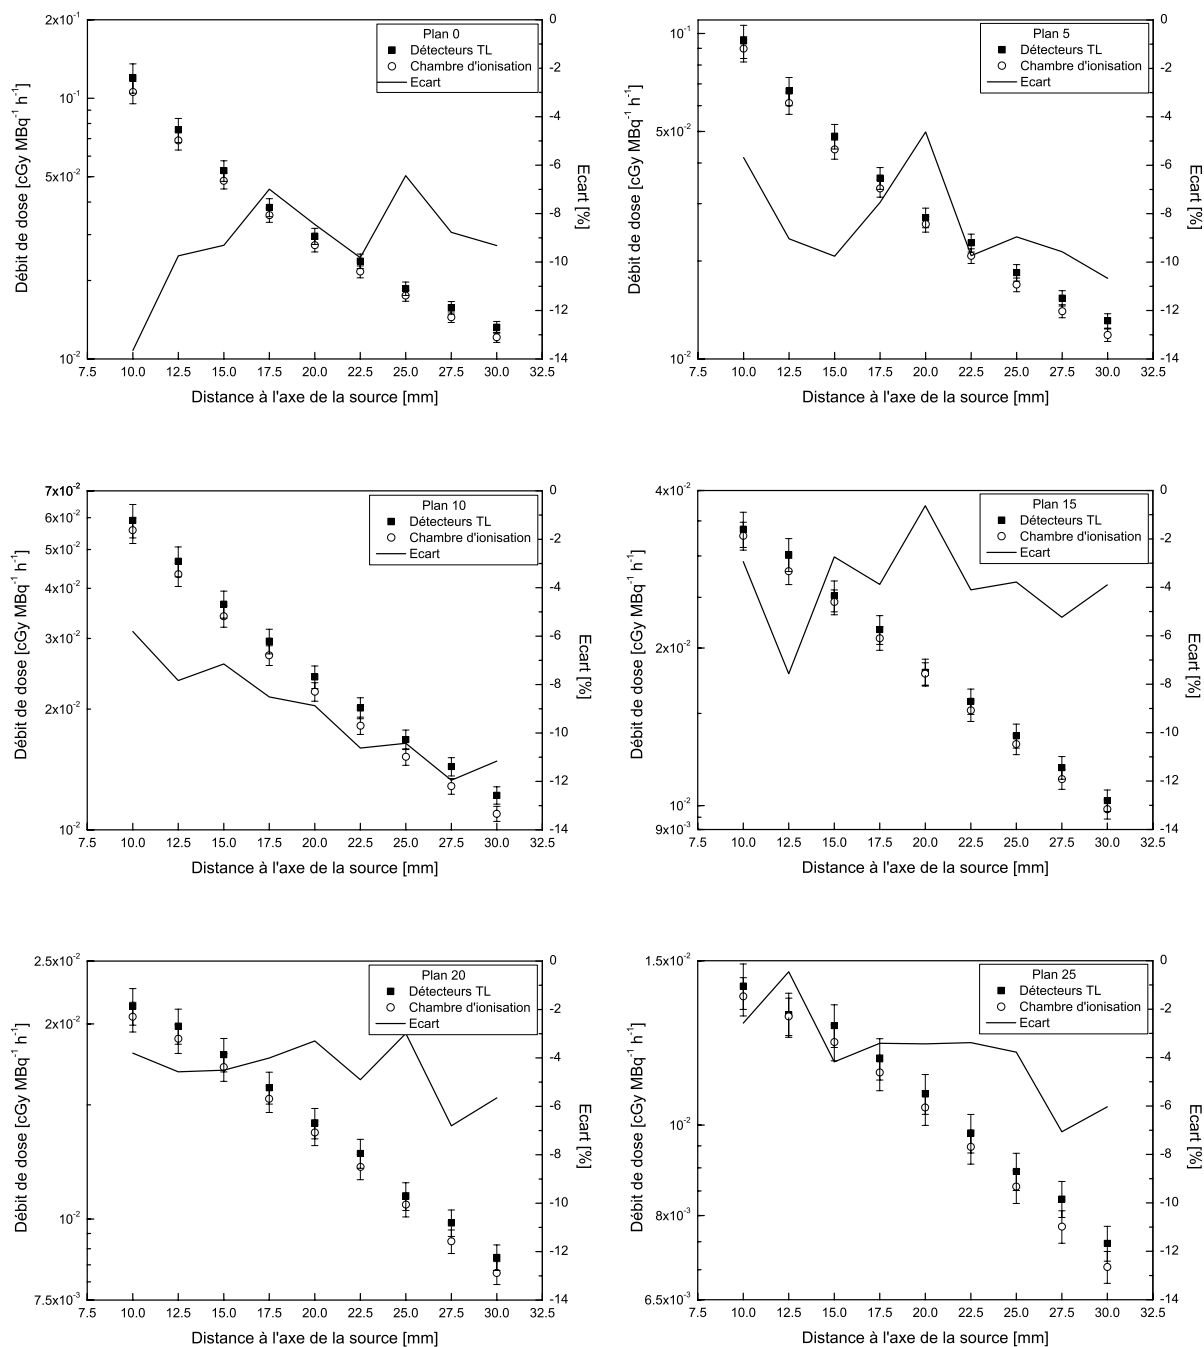 Plan 0
Détecteurs TL
Chambre d'ionisation
Ecart
Débit de dose [cGy MBq⁻¹ h⁻¹]
2x10⁻¹
10⁻¹
5x10⁻²
10⁻²
0
-2
-4
-6
-8
-10
-12
-14
Ecart [%]
7.5 10.0 12.5 15.0 17.5 20.0 22.5 25.0 27.5 30.0 32.5
Distance à l'axe de la source [mm]
Plan 5
Détecteurs TL
Chambre d'ionisation
Ecart
Débit de dose [cGy MBq⁻¹ h⁻¹]
10⁻¹
5x10⁻²
10⁻²
0
-2
-4
-6
-8
-10
-12
-14
Ecart [%]
7.5 10.0 12.5 15.0 17.5 20.0 22.5 25.0 27.5 30.0 32.5
Distance à l'axe de la source [mm]
Plan 10
Détecteurs TL
Chambre d'ionisation
Ecart
Débit de dose [cGy MBq⁻¹ h⁻¹]
7x10⁻²
6x10⁻²
5x10⁻²
4x10⁻²
3x10⁻²
2x10⁻²
10⁻²
0
-2
-4
-6
-8
-10
-12
-14
Ecart [%]
7.5 10.0 12.5 15.0 17.5 20.0 22.5 25.0 27.5 30.0 32.5
Distance à l'axe de la source [mm]
Plan 15
Détecteurs TL
Chambre d'ionisation
Ecart
Débit de dose [cGy MBq⁻¹ h⁻¹]
4x10⁻²
2x10⁻²
10⁻²
9x10⁻³
0
-2
-4
-6
-8
-10
-12
-14
Ecart [%]
7.5 10.0 12.5 15.0 17.5 20.0 22.5 25.0 27.5 30.0 32.5
Distance à l'axe de la source [mm]
Plan 20
Détecteurs TL
Chambre d'ionisation
Ecart
Débit de dose [cGy MBq⁻¹ h⁻¹]
2.5x10⁻²
2x10⁻²
10⁻²
7.5x10⁻³
0
-2
-4
-6
-8
-10
-12
-14
Ecart [%]
7.5 10.0 12.5 15.0 17.5 20.0 22.5 25.0 27.5 30.0 32.5
Distance à l'axe de la source [mm]
Plan 25
Détecteurs TL
Chambre d'ionisation
Ecart
Débit de dose [cGy MBq⁻¹ h⁻¹]
1.5x10⁻²
10⁻²
8x10⁻³
6.5x10⁻³
0
-2
-4
-6
-8
-10
-12
-14
Ecart [%]
7.5 10.0 12.5 15.0 17.5 20.0 22.5 25.0 27.5 30.0 32.5
Distance à l'axe de la source [mm]